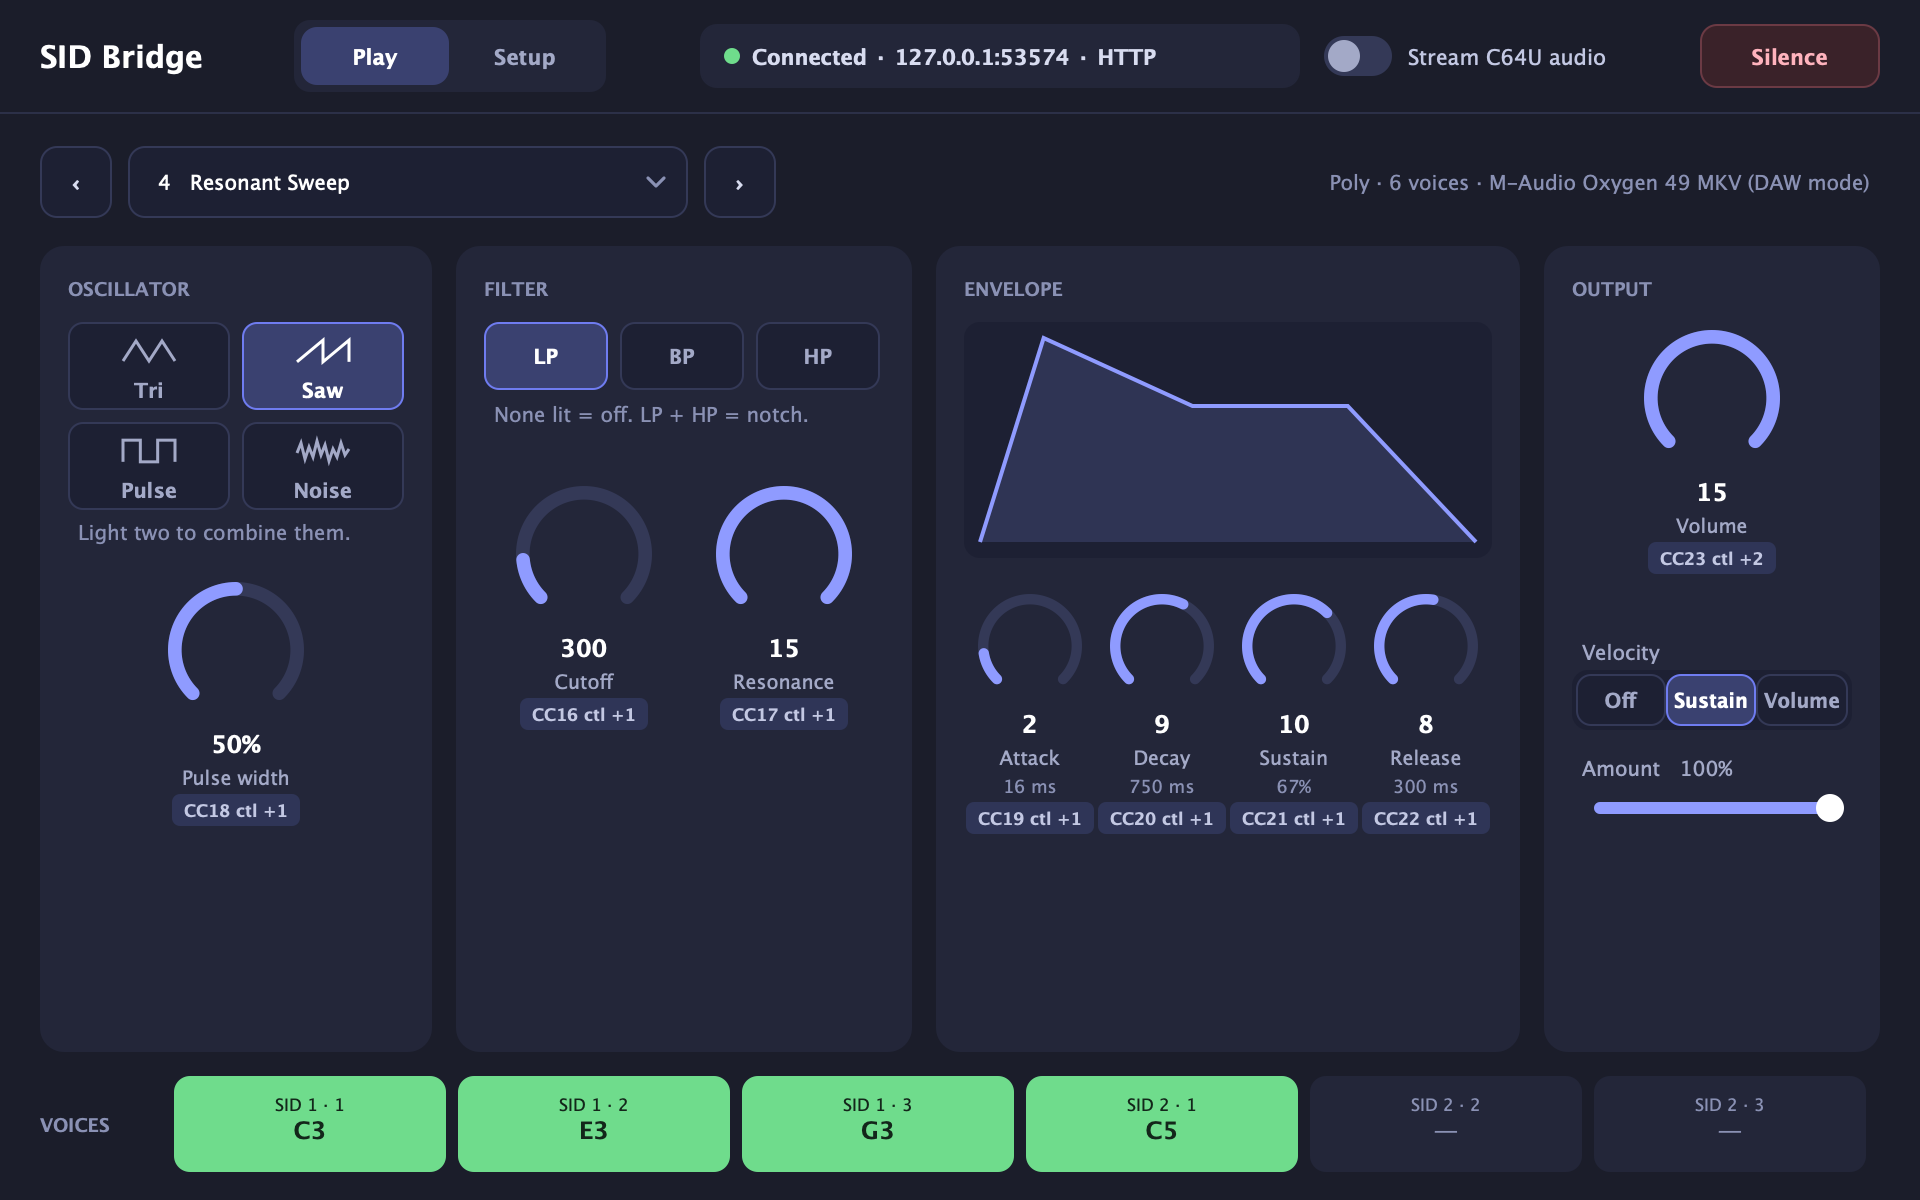 SID Bridge
Play
Setup
Connected · 127.0.0.1:53574 · HTTP
Stream C64U audio
Silence
‹
4 Resonant Sweep
›
Poly · 6 voices · M-Audio Oxygen 49 MKV (DAW mode)
OSCILLATOR
Tri
Saw
Pulse
Noise
Light two to combine them.
50%
Pulse width
CC18 ctl +1
FILTER
LP
BP
HP
None lit = off. LP + HP = notch.
300
Cutoff
CC16 ctl +1
15
Resonance
CC17 ctl +1
ENVELOPE
2
Attack
16 ms
CC19 ctl +1
9
Decay
750 ms
CC20 ctl +1
10
Sustain
67%
CC21 ctl +1
8
Release
300 ms
CC22 ctl +1
OUTPUT
15
Volume
CC23 ctl +2
Velocity
Off
Sustain
Volume
Amount 100%
VOICES
SID 1 · 1
C3
SID 1 · 2
E3
SID 1 · 3
G3
SID 2 · 1
C5
SID 2 · 2
—
SID 2 · 3
—